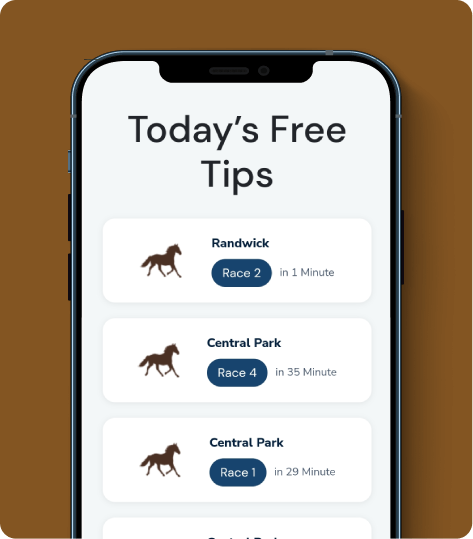 Today's Free
Tips
Randwick
Race 2 in 1 Minute
Central Park
Race 4 in 35 Minute
Central Park
Race 1 in 29 Minute